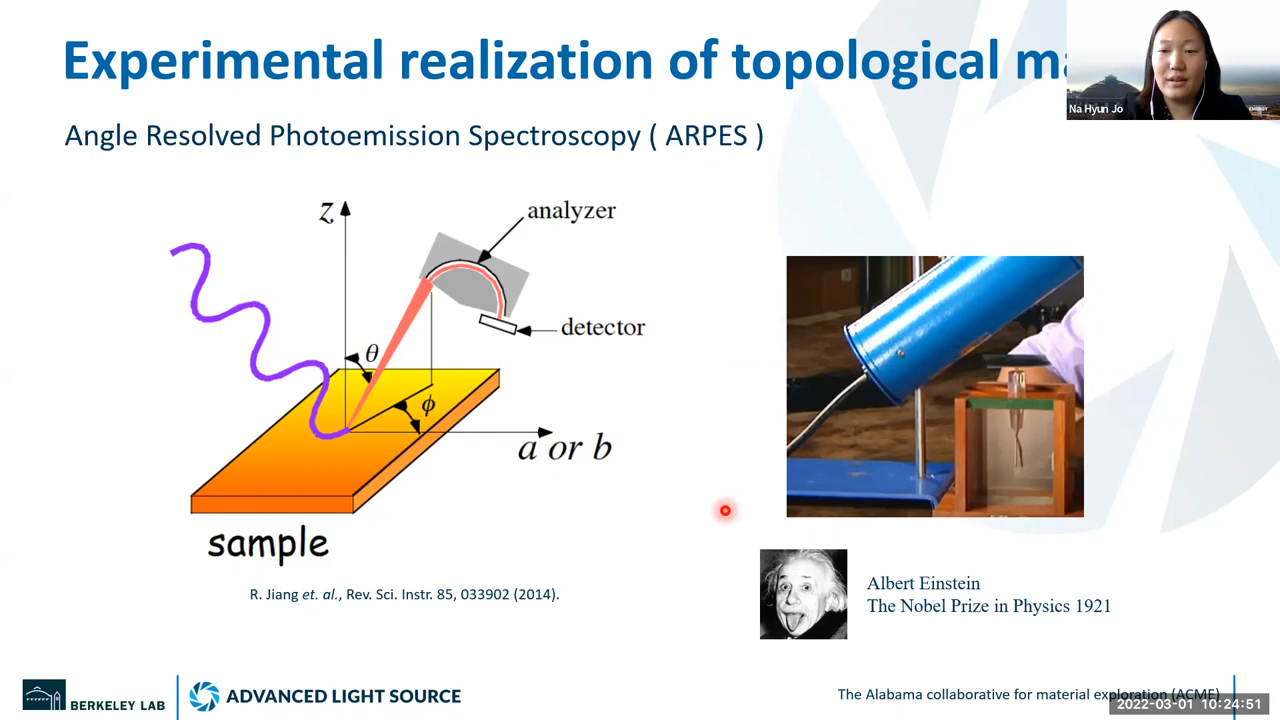 Experimental realization of topological ma
Na Hyun Jo
ENERGY
Angle Resolved Photoemission Spectroscopy ( ARPES )
z
analyzer
detector
θ
ϕ
a or b
sample
R. Jiang et. al., Rev. Sci. Instr. 85, 033902 (2014).
Albert Einstein
The Nobel Prize in Physics 1921
BERKELEY LAB
ADVANCED LIGHT SOURCE
The Alabama collaborative for material exploration (ACME)
2022-03-01 10:24:51